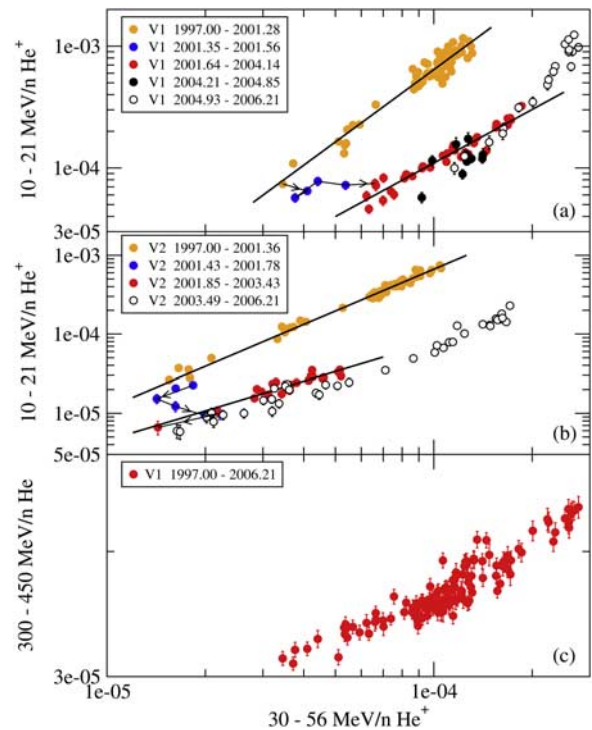 1e-03
10 - 21 MeV/n He+
1e-04
3e-05
V1 1997.00 - 2001.28
V1 2001.35 - 2001.56
V1 2001.64 - 2004.14
V1 2004.21 - 2004.85
V1 2004.93 - 2006.21
(a)
1e-03
10 - 21 MeV/n He+
1e-04
1e-05
5e-06
V2 1997.00 - 2001.36
V2 2001.43 - 2001.78
V2 2001.85 - 2003.43
V2 2003.49 - 2006.21
(b)
300 - 450 MeV/n He
3e-05
V1 1997.00 - 2006.21
(c)
1e-05
1e-04
30 - 56 MeV/n He+